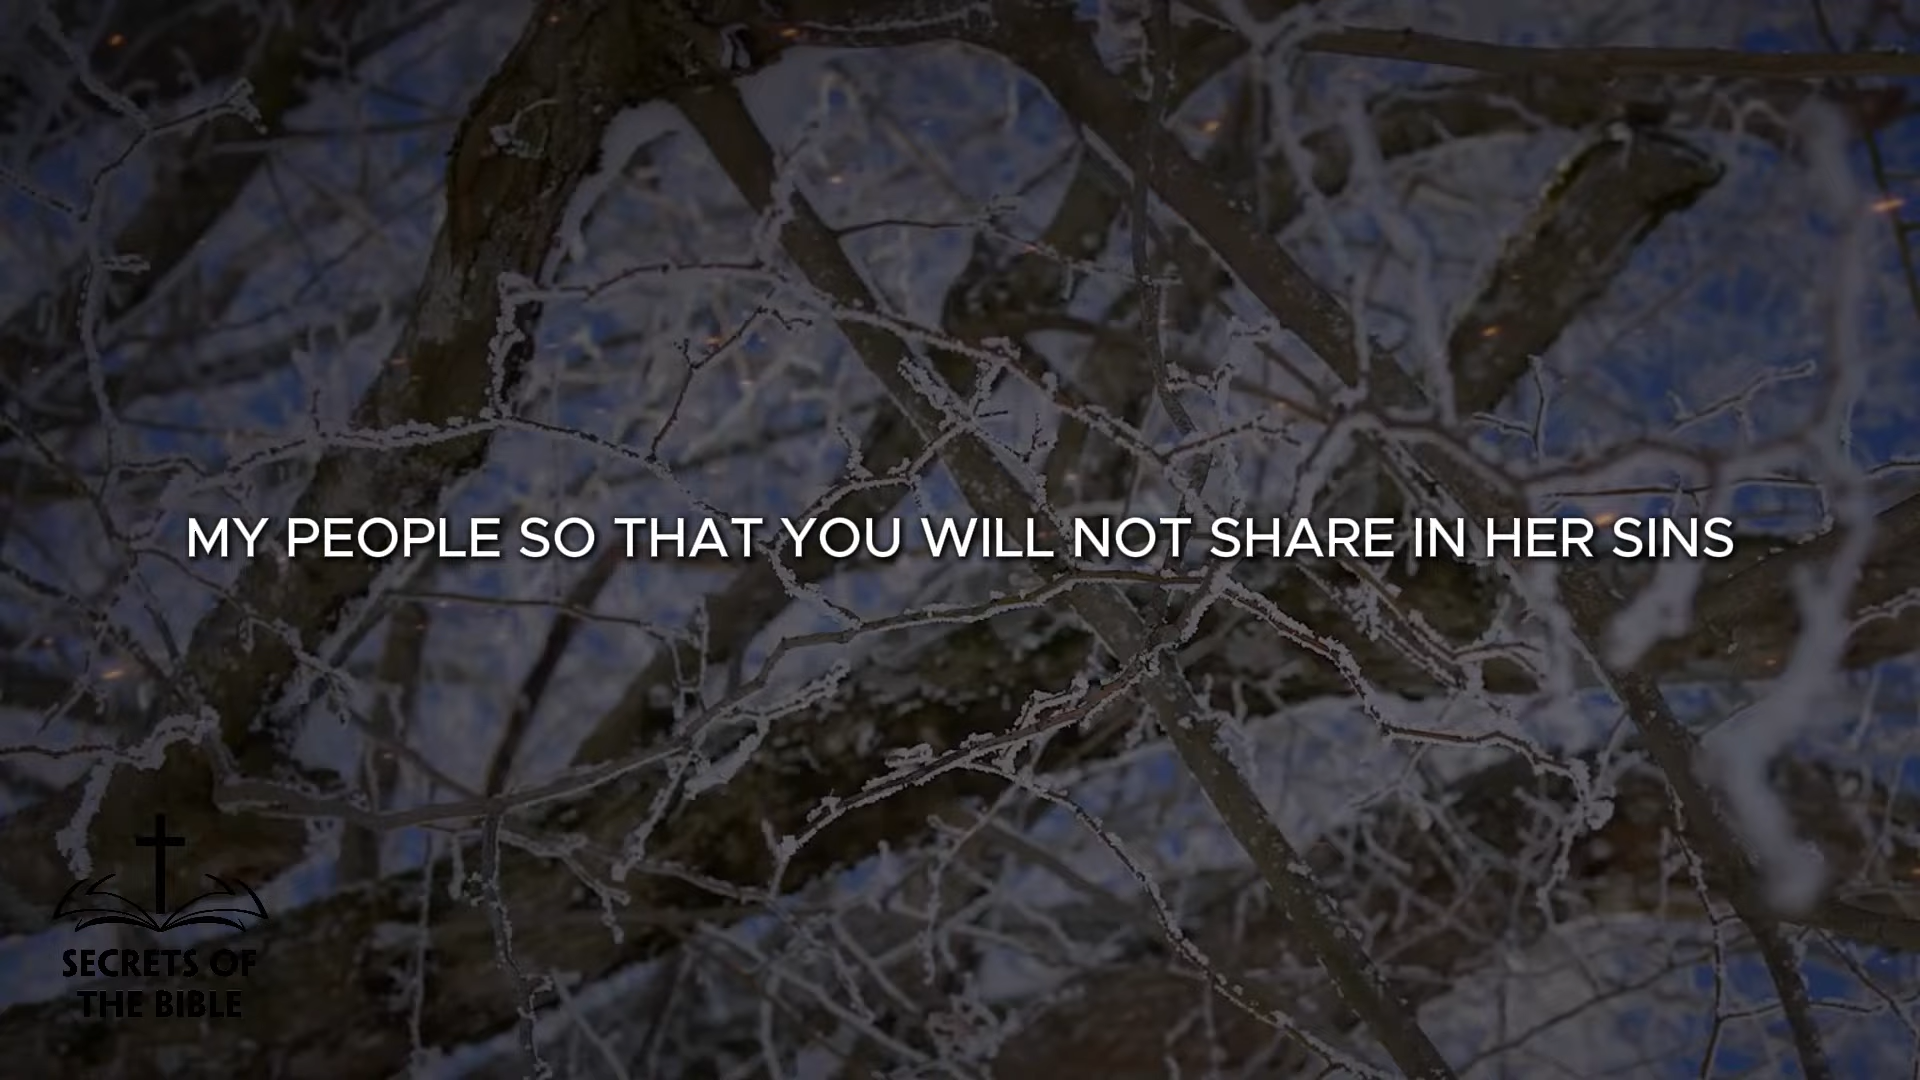 MY PEOPLE SO THAT YOU WILL NOT SHARE IN HER SINS
SECRETS OF
THE BIBLE